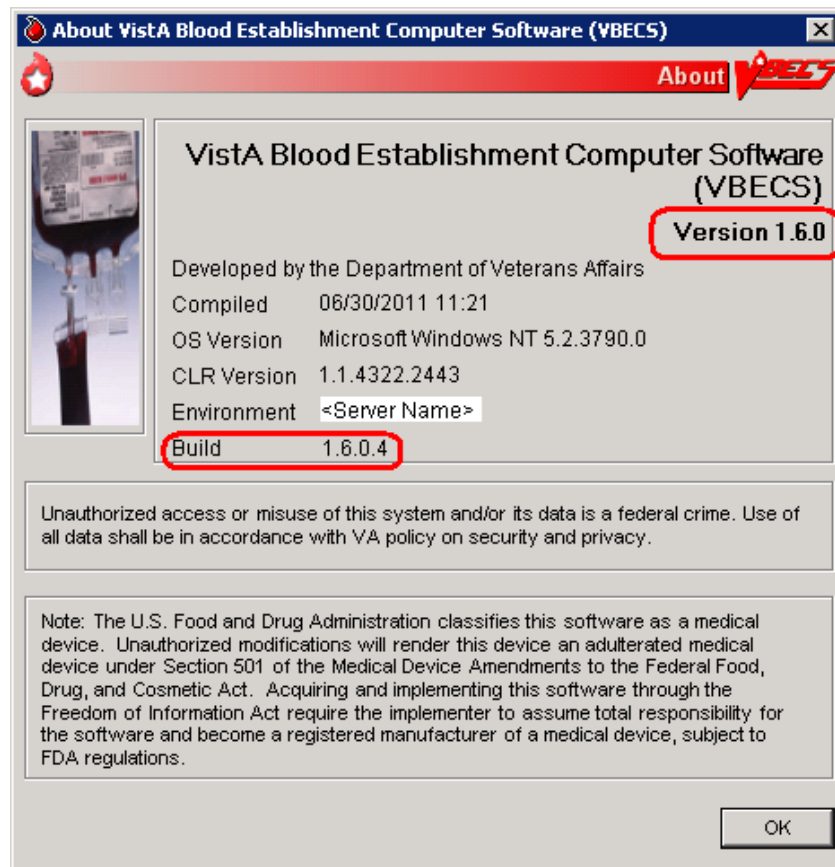 About VistA Blood Establishment Computer Software (VBECS)
About VBECS
VistA Blood Establishment Computer Software
(VBECS)
Version 1.6.0
Developed by the Department of Veterans Affairs
Compiled 06/30/2011 11:21
OS Version Microsoft Windows NT 5.2.3790.0
CLR Version 1.1.4322.2443
Environment <Server Name>
Build 1.6.0.4
Unauthorized access or misuse of this system and/or its data is a federal crime. Use of
all data shall be in accordance with VA policy on security and privacy.
Note: The U.S. Food and Drug Administration classifies this software as a medical
device. Unauthorized modifications will render this device an adulterated medical
device under Section 501 of the Medical Device Amendments to the Federal Food,
Drug, and Cosmetic Act. Acquiring and implementing this software through the
Freedom of Information Act require the implementer to assume total responsibility for
the software and become a registered manufacturer of a medical device, subject to
FDA regulations.
OK